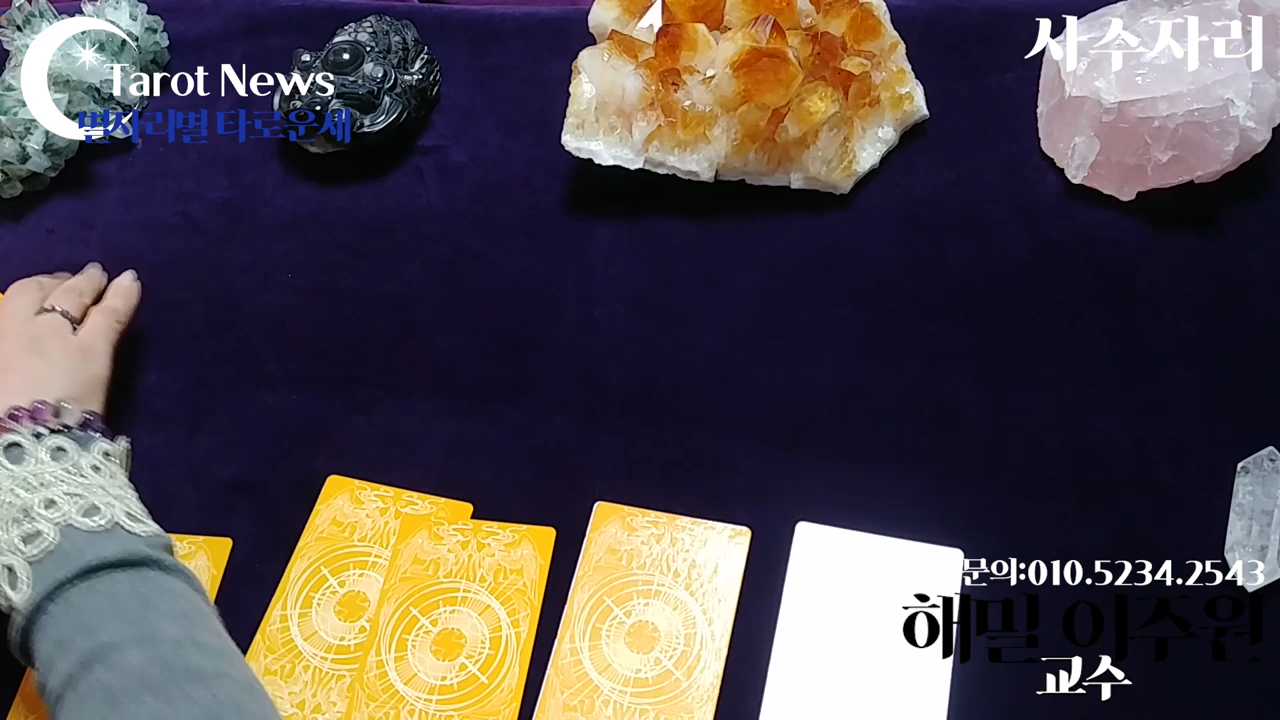 Tarot News
별자리별 타로운세
사수자리
문의:010.5234.2543
해밀 이주원
교수